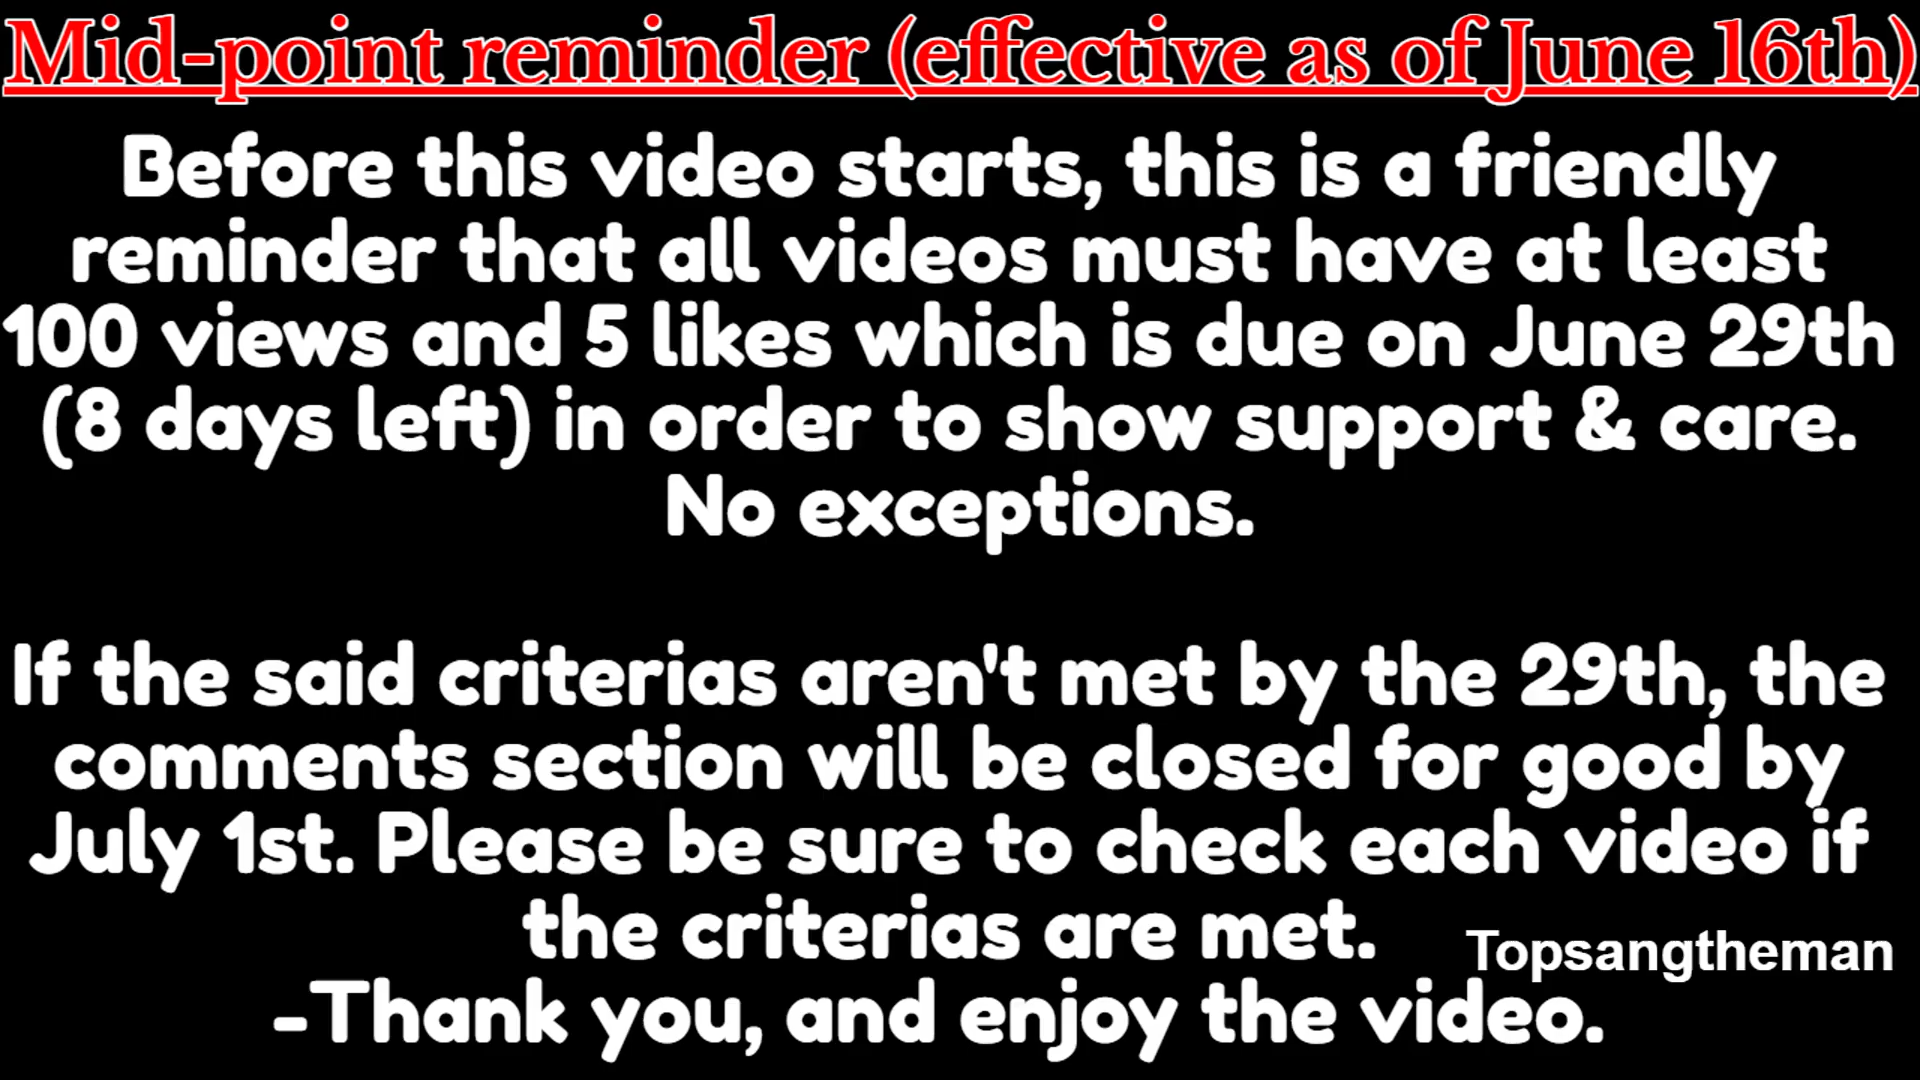 Mid-point reminder (effective as of June 16th)
Before this video starts, this is a friendly
reminder that all videos must have at least
100 views and 5 likes which is due on June 29th
(8 days left) in order to show support & care.
No exceptions.
If the said criterias aren't met by the 29th, the
comments section will be closed for good by
July 1st. Please be sure to check each video if
the criterias are met.
Topsangtheman
-Thank you, and enjoy the video.